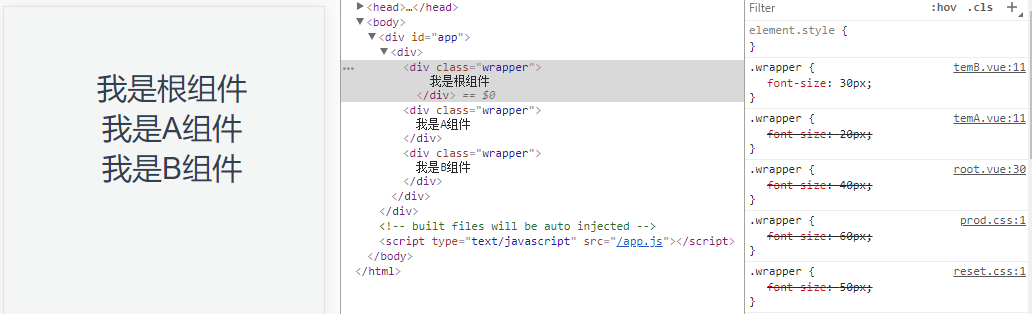 我是根组件
我是A组件
我是B组件
▶<head>…</head>
▼<body>
▼<div id="app">
▼<div>
••• <div class="wrapper">
我是根组件
</div> == $0
<div class="wrapper">
我是A组件
</div>
<div class="wrapper">
我是B组件
</div>
</div>
</div>
<!-- built files will be auto injected -->
<script type="text/javascript" src="/app.js"></script>
</body>
</html>
Filter :hov .cls +
element.style {
}
.wrapper { temB.vue:11
font-size: 30px;
}
.wrapper { temA.vue:11
font-size: 20px;
}
.wrapper { root.vue:30
font-size: 40px;
}
.wrapper { prod.css:1
font-size: 60px;
}
.wrapper { reset.css:1
font-size: 50px;
}